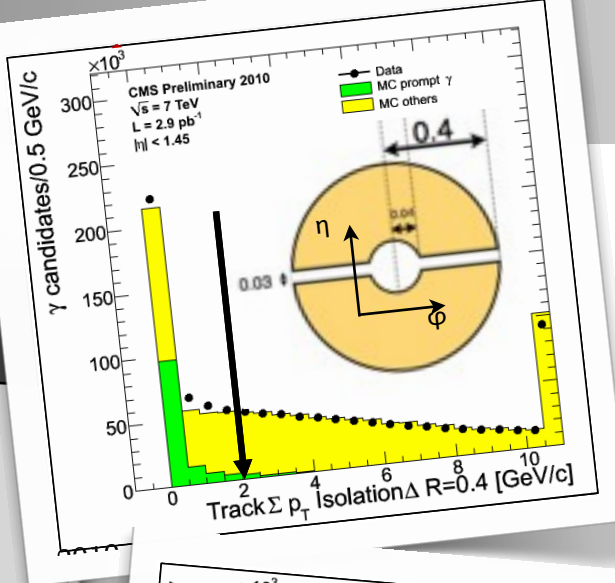 ×10³
300
250
200
150
100
50
0
γ candidates/0.5 GeV/c
CMS Preliminary 2010
√s = 7 TeV
L = 2.9 pb⁻¹
|η| < 1.45
Data
MC prompt γ
MC others
0.4
0.04
η
0.03
φ
0 2 4 6 8 10
Track Σ p_T Isolation Δ R=0.4 [GeV/c]